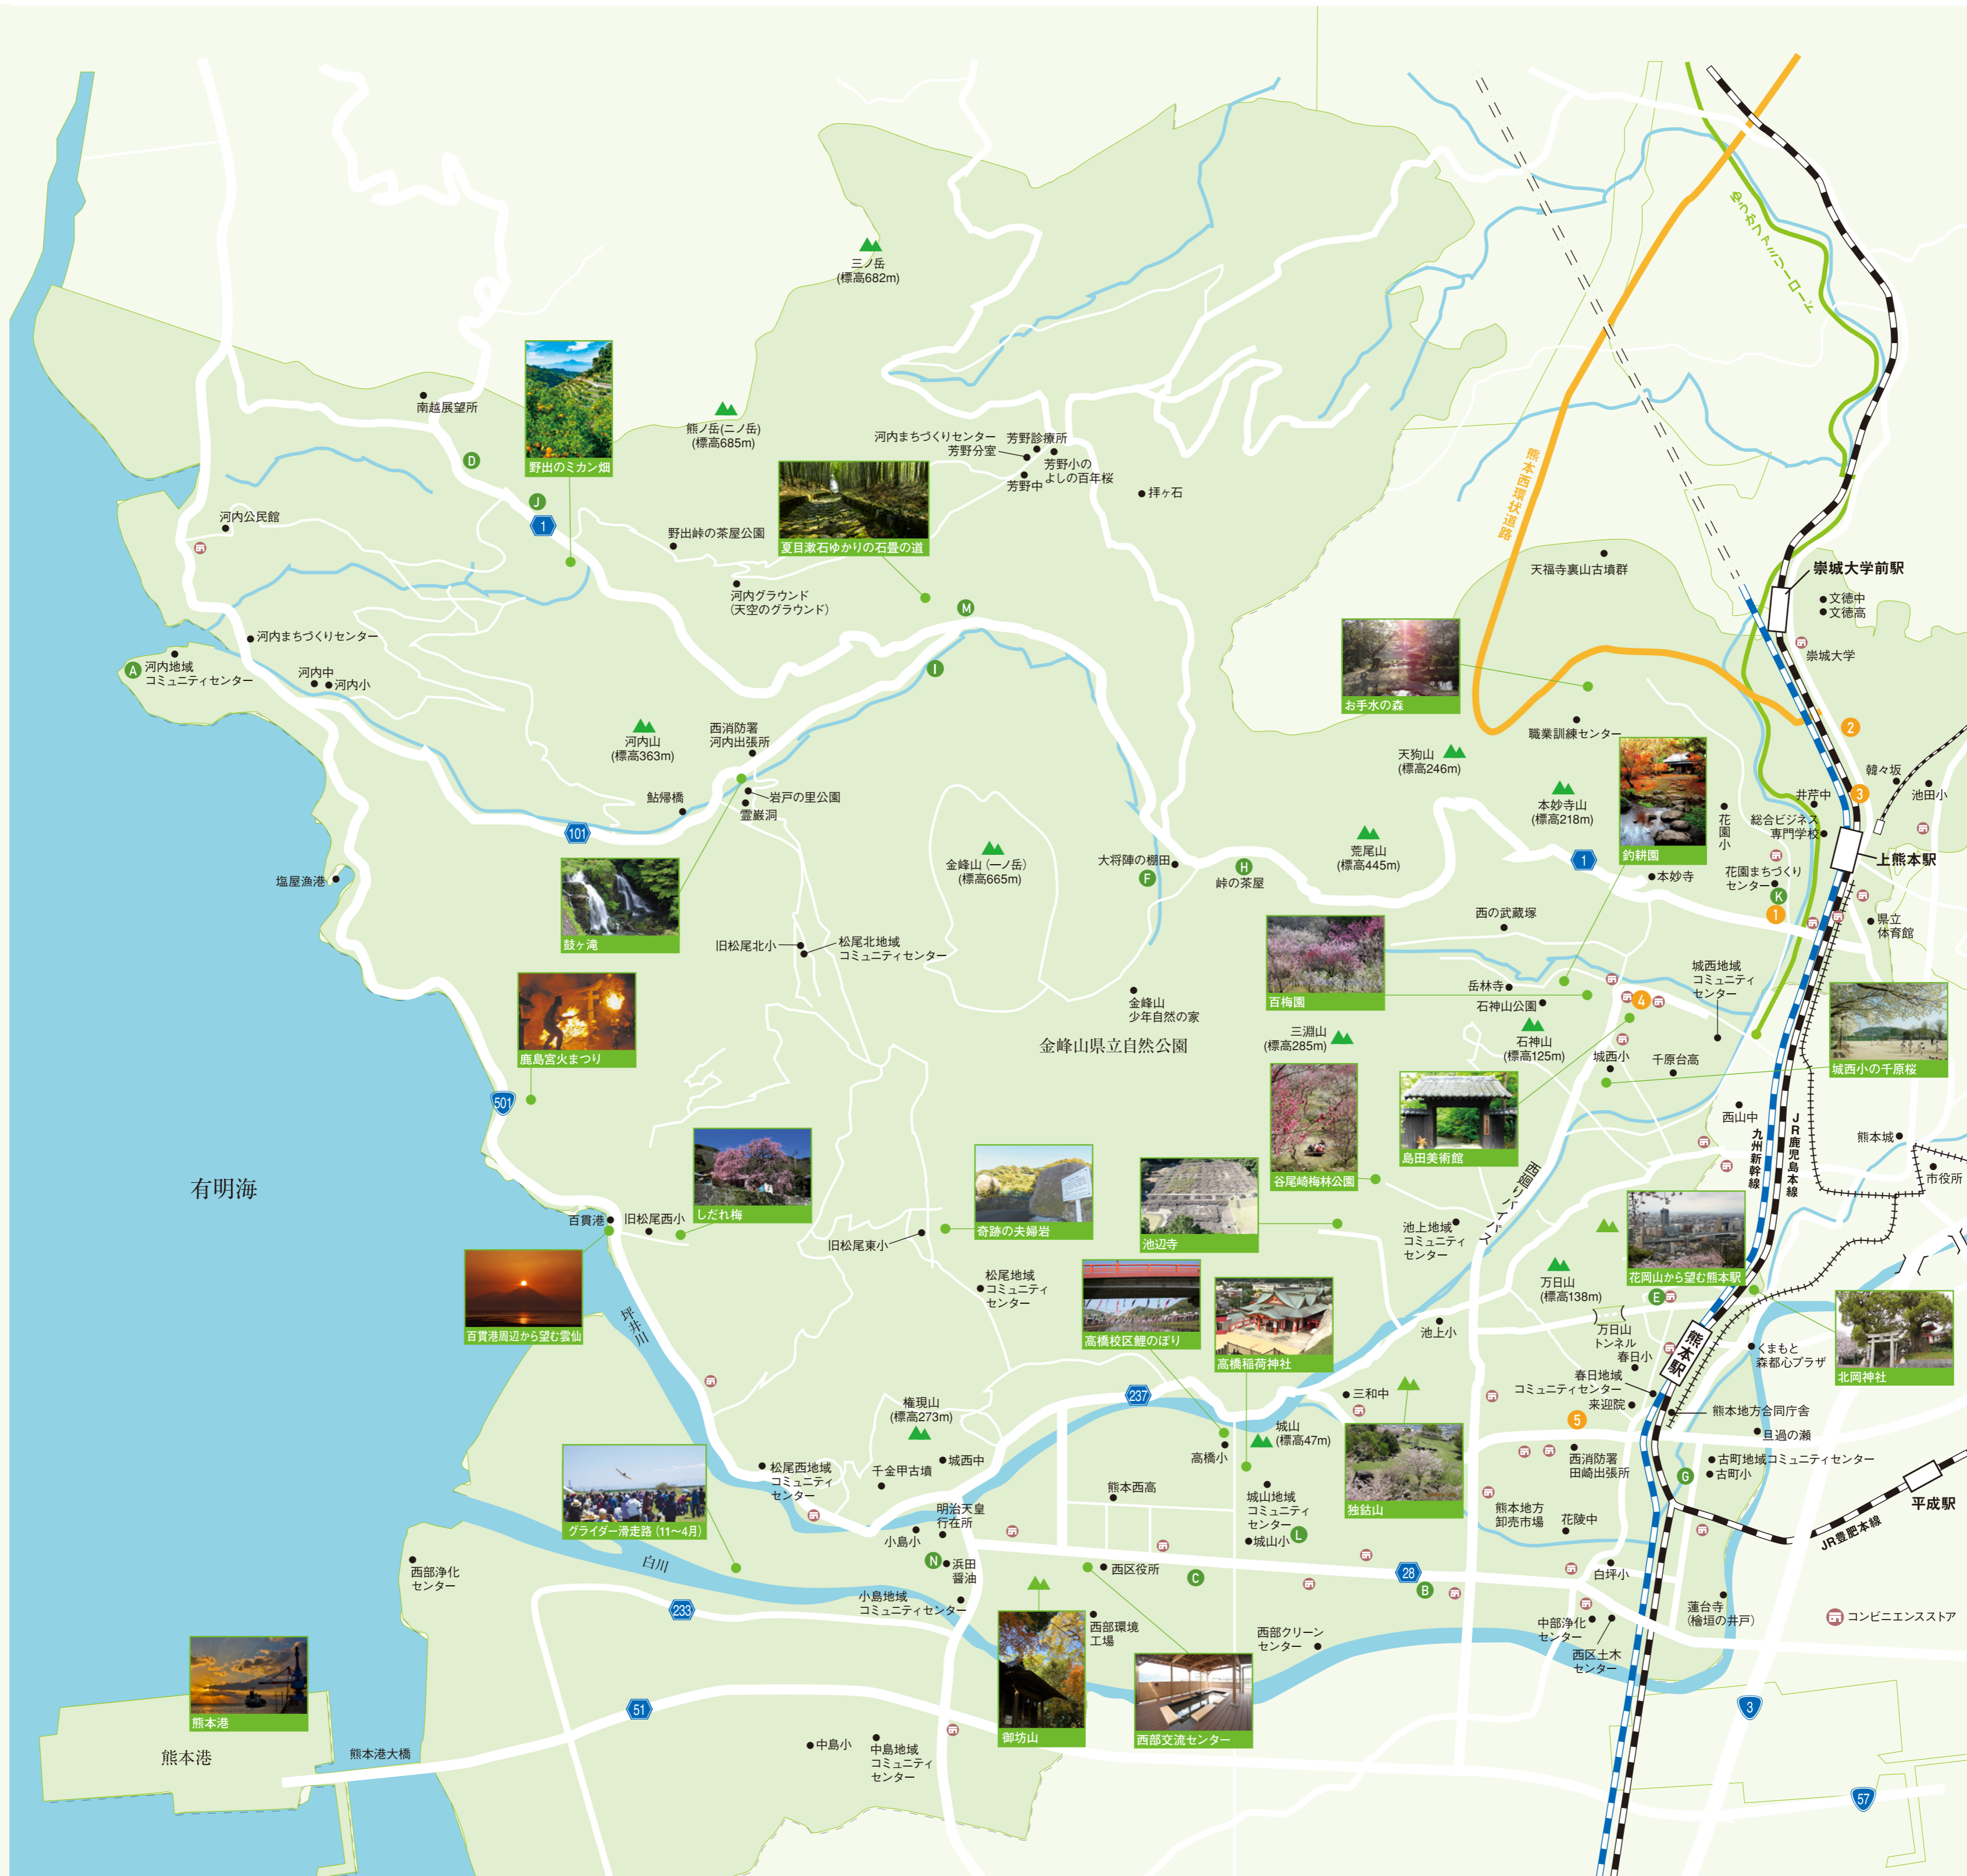 三ノ岳
(標高682m)
ゆうかファミリーロード
南越展望所
野出のミカン畑
熊ノ岳(二ノ岳)
(標高685m)
D
J
1
河内まちづくりセンター
芳野分室
芳野診療所
芳野小の
よしの百年桜
芳野中
拝ヶ石
夏目漱石ゆかりの石畳の道
熊本西環状道路
河内公民館
野出峠の茶屋公園
河内グラウンド
(天空のグラウンド)
M
天福寺裏山古墳群
崇城大学前駅
文徳中
文徳高
崇城大学
河内まちづくりセンター
A
河内地域
コミュニティセンター
河内中
河内小
I
お手水の森
職業訓練センター
2
河内山
(標高363m)
西消防署
河内出張所
天狗山
(標高246m)
本妙寺山
(標高218m)
釣耕園
花園小
韓々坂
3
池田小
井芹中
総合ビジネス
専門学校
鮎帰橋
岩戸の里公園
霊巌洞
101
鼓ヶ滝
金峰山(一ノ岳)
(標高665m)
大将陣の棚田
F
H
峠の茶屋
荒尾山
(標高445m)
1
本妙寺
花園まちづくり
センター
K
1
上熊本駅
県立
体育館
塩屋漁港
旧松尾北小
松尾北地域
コミュニティセンター
西の武蔵塚
百梅園
岳林寺
石神山公園
4
城西地域
コミュニティ
センター
金峰山
少年自然の家
金峰山県立自然公園
三淵山
(標高285m)
石神山
(標高125m)
城西小
千原台高
城西小の千原桜
鹿島宮火まつり
501
谷尾崎梅林公園
島田美術館
西山中
九州新幹線
JR鹿児島本線
熊本城
市役所
有明海
しだれ梅
奇跡の夫婦岩
池辺寺
西廻りバイパス
百貫港
旧松尾西小
旧松尾東小
池上地域
コミュニティ
センター
花岡山から望む熊本駅
百貫港周辺から望む雲仙
坪井川
松尾地域
コミュニティ
センター
高橋校区鯉のぼり
高橋稲荷神社
万日山
(標高138m)
E
池上小
万日山
トンネル
熊本駅
くまもと
森都心プラザ
北岡神社
春日小
春日地域
コミュニティセンター
来迎院
熊本地方合同庁舎
旦過の瀬
237
三和中
権現山
(標高273m)
城山
(標高47m)
高橋小
独鈷山
5
西消防署
田崎出張所
古町地域コミュニティセンター
古町小
G
平成駅
JR豊肥本線
グライダー滑走路(11〜4月)
松尾西地域
コミュニティ
センター
千金甲古墳
城西中
熊本西高
城山地域
コミュニティ
センター
L
城山小
熊本地方
卸売市場
花陵中
明治天皇
行在所
小島小
N
浜田
醤油
白川
西部浄化
センター
西区役所
C
28
B
白坪小
小島地域
コミュニティセンター
233
西部環境
工場
西部クリーン
センター
中部浄化
センター
西区土木
センター
蓮台寺
(檜垣の井戸)
コンビニエンスストア
熊本港
51
御坊山
西部交流センター
3
熊本港
熊本港大橋
中島小
中島地域
コミュニティ
センター
57